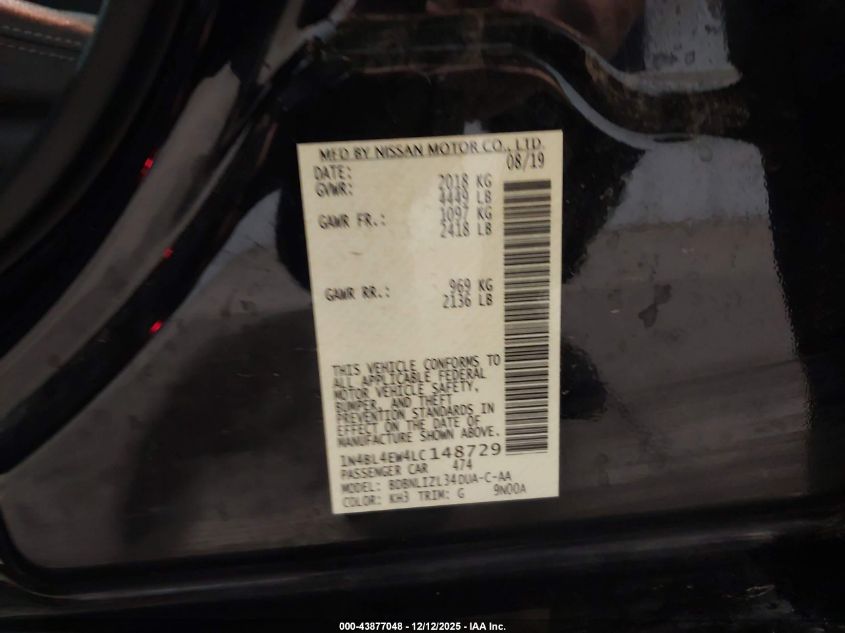 MFD BY NISSAN MOTOR CO., LTD.
DATE: 08/19
GVWR: 2018 KG
4449 LB
GAWR FR.: 1097 KG
2418 LB
GAWR RR.: 969 KG
2136 LB
THIS VEHICLE CONFORMS TO
ALL APPLICABLE FEDERAL
MOTOR VEHICLE SAFETY,
BUMPER, AND THEFT
PREVENTION STANDARDS IN
EFFECT ON THE DATE OF
MANUFACTURE SHOWN ABOVE.
1N4BL4EW4LC148729
PASSENGER CAR 474
MODEL: BDBNLIZL34DUA-C-AA
COLOR: KH3 TRIM: G 9N00A
000-43877048 - 12/12/2025 - IAA Inc.